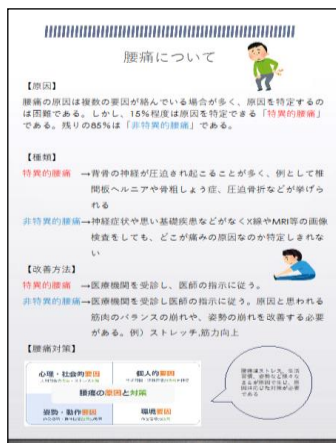 腰痛について
【原因】
腰痛の原因は複数の要因が絡んでいる場合が多く、原因を特定するの
は困難である。しかし、15%程度は原因を特定できる「特異的腰痛」
である。残りの85%は「非特異的腰痛」である。
【種類】
特異的腰痛 →背骨の神経が圧迫され起こることが多く、例として椎
間板ヘルニアや骨粗しょう症、圧迫骨折などが挙げら
れる
非特異的腰痛→神経症状や思い基礎疾患などがなくX線やMRI等の画像
検査をしても、どこが痛みの原因なのか特定しきれな
い
【改善方法】
特異的腰痛 →医療機関を受診し、医師の指示に従う。
非特異的腰痛→医療機関を受診し医師の指示に従う。原因と思われる
筋肉のバランスの崩れや、姿勢の崩れを改善する必要
がある。例）ストレッチ,筋力向上
【腰痛対策】
心理・社会的要因 個人的要因
腰痛の原因と対策
姿勢・動作要因 環境要因